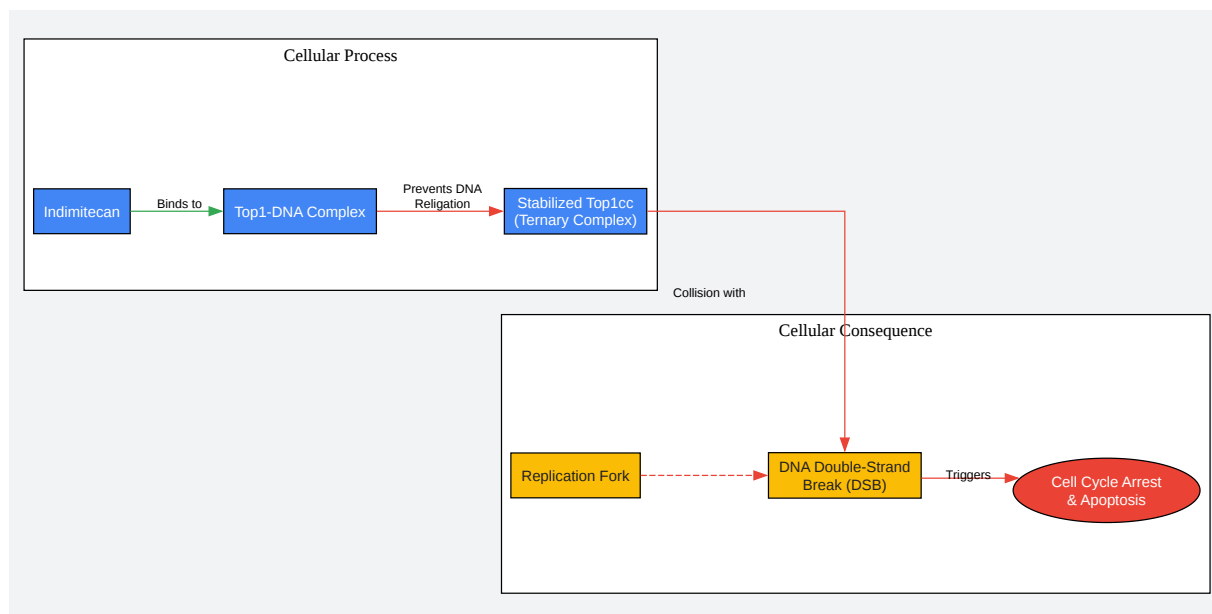 Cellular Process
Indimitecan
Binds to
Top1-DNA Complex
Prevents DNA
Religation
Stabilized Top1cc
(Ternary Complex)
Collision with
Cellular Consequence
Replication Fork
DNA Double-Strand
Break (DSB)
Triggers
Cell Cycle Arrest
& Apoptosis